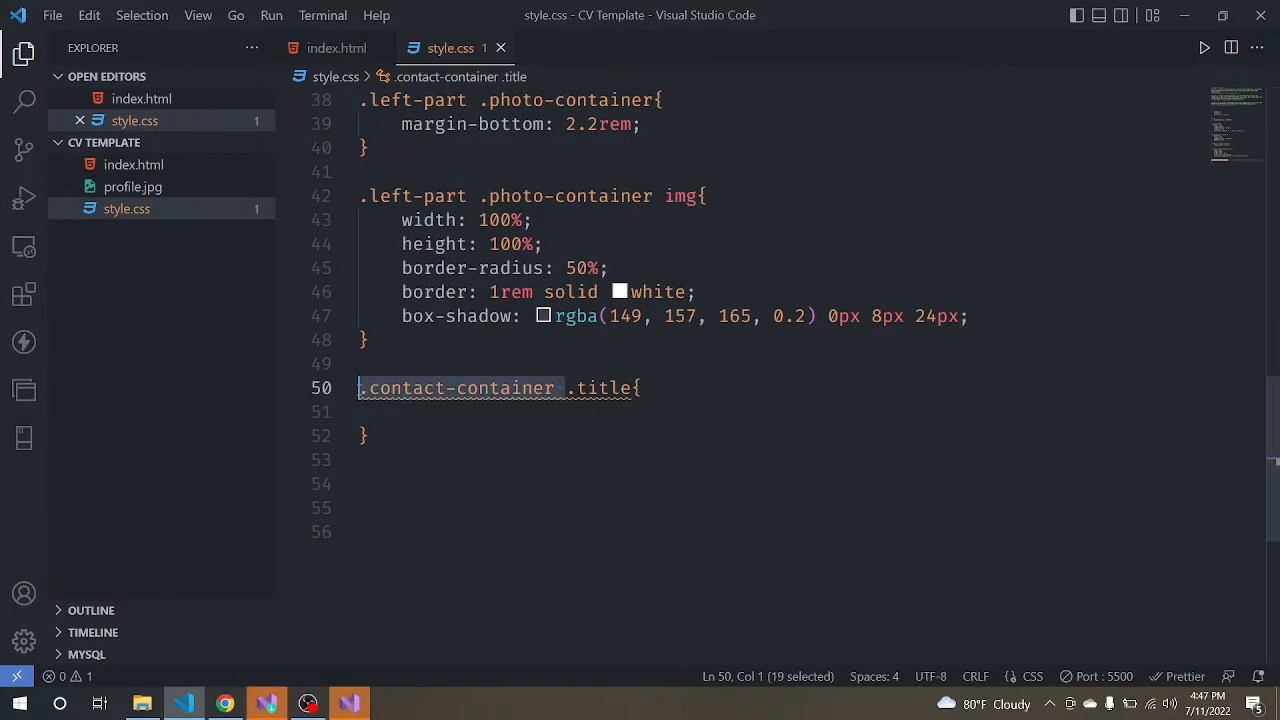 File Edit Selection View Go Run Terminal Help
style.css - CV Template - Visual Studio Code
EXPLORER
index.html
style.css 1
OPEN EDITORS
index.html
style.css 1
CV TEMPLATE
index.html
profile.jpg
style.css 1
OUTLINE
TIMELINE
MYSQL
style.css > .contact-container .title
38 .left-part .photo-container{
39 margin-bottom: 2.2rem;
40 }
41
42 .left-part .photo-container img{
43 width: 100%;
44 height: 100%;
45 border-radius: 50%;
46 border: 1rem solid white;
47 box-shadow: rgba(149, 157, 165, 0.2) 0px 8px 24px;
48 }
49
50 .contact-container .title{
51
52 }
53
54
55
56
0 1
Ln 50, Col 1 (19 selected) Spaces: 4 UTF-8 CRLF CSS Port : 5500 Prettier
80°F Cloudy
4:47 PM
7/11/2022
5